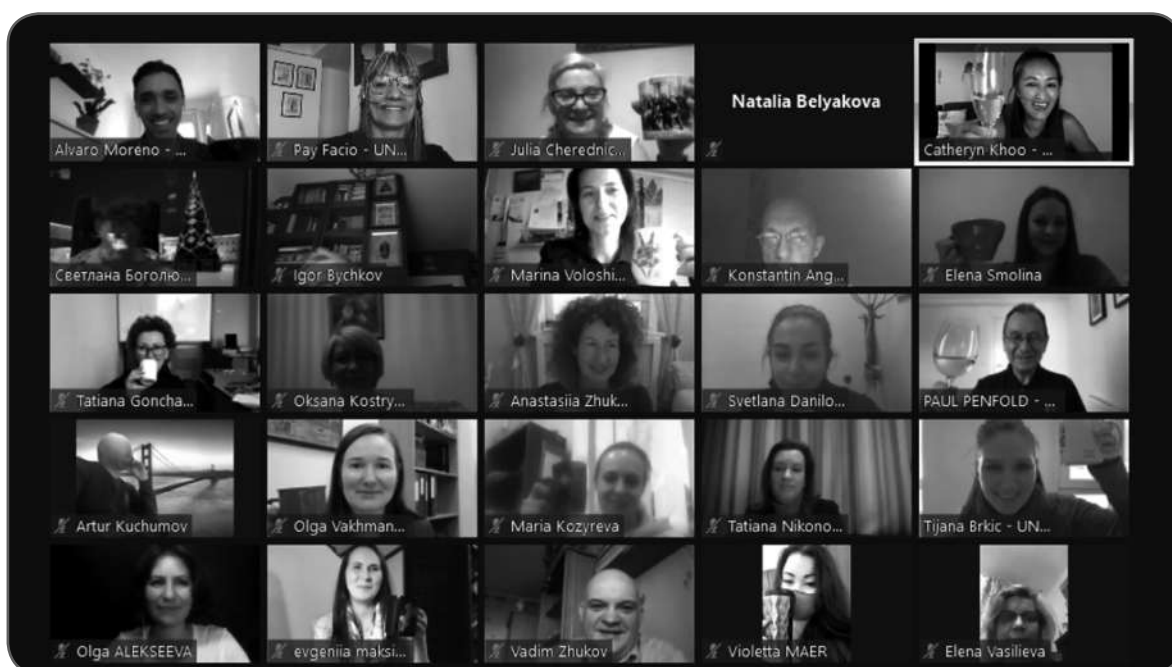 Alvaro Moreno - ...
Pay Facio - UN...
Julia Cherednic...
Natalia Belyakova
Catheryn Khoo - ...
Светлана Боголю...
Igor Bychkov
Marina Voloshi...
Konstantin Ang...
Elena Smolina
Tatiana Goncha...
Oksana Kostry...
Anastasiia Zhuk...
Svetlana Danilo...
PAUL PENFOLD - ...
Artur Kuchumov
Olga Vakhman...
Maria Kozyreva
Tatiana Nikono...
Tijana Brkic - UN...
Olga ALEKSEEVA
evgeniia maksi...
Vadim Zhukov
Violetta MAER
Elena Vasilieva